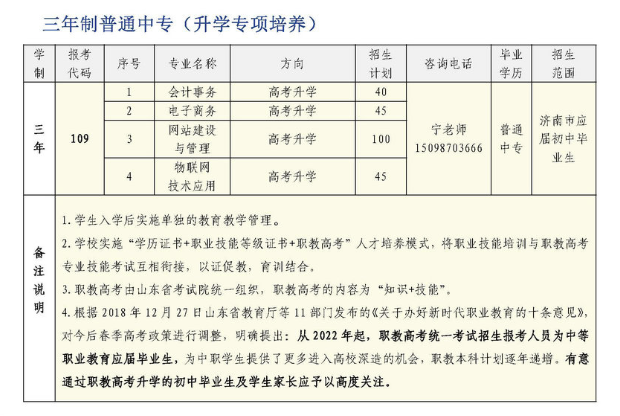 三年制普通中专（升学专项培养）
学制 报考代码 序号 专业名称 方向 招生计划 咨询电话 毕业学历 招生范围
三年 109 1 会计事务 高考升学 40 宁老师 15098703666 普通中专 济南市应届初中毕业生
2 电子商务 高考升学 45
3 网站建设与管理 高考升学 100
4 物联网技术应用 高考升学 45
备注说明
1.学生入学后实施单独的教育教学管理。
2.学校实施“学历证书+职业技能等级证书+职教高考”人才培养模式，将职业技能培训与职教高考
专业技能考试互相衔接，以证促教，育训结合。
3.职教高考由山东省考试院统一组织，职教高考的内容为“知识+技能”。
4.根据 2018 年 12 月 27 日山东省教育厅等 11 部门发布的《关于办好新时代职业教育的十条意见》，
对今后春季高考政策进行调整，明确提出：从 2022 年起，职教高考统一考试招生报考人员为中等
职业教育应届毕业生，为中职学生提供了更多进入高校深造的机会，职教本科计划逐年递增。有意
通过职教高考升学的初中毕业生及学生家长应予以高度关注。